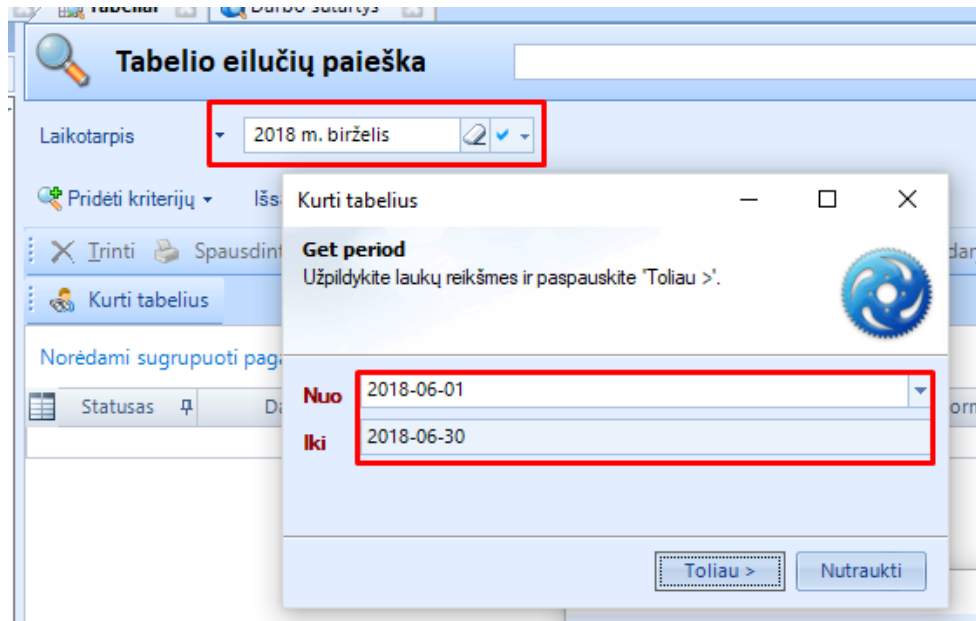 Tabeliai Darbo sutartys
Tabelio eilučių paieška
Laikotarpis 2018 m. birželis
Pridėti kriterijų
Kurti tabelius
Get period
Užpildykite laukų reikšmes ir paspauskite 'Toliau >'.
Trinti
Kurti tabelius
Norėdami sugrupuoti
Statusas
Nuo 2018-06-01
Iki 2018-06-30
Toliau > Nutraukti